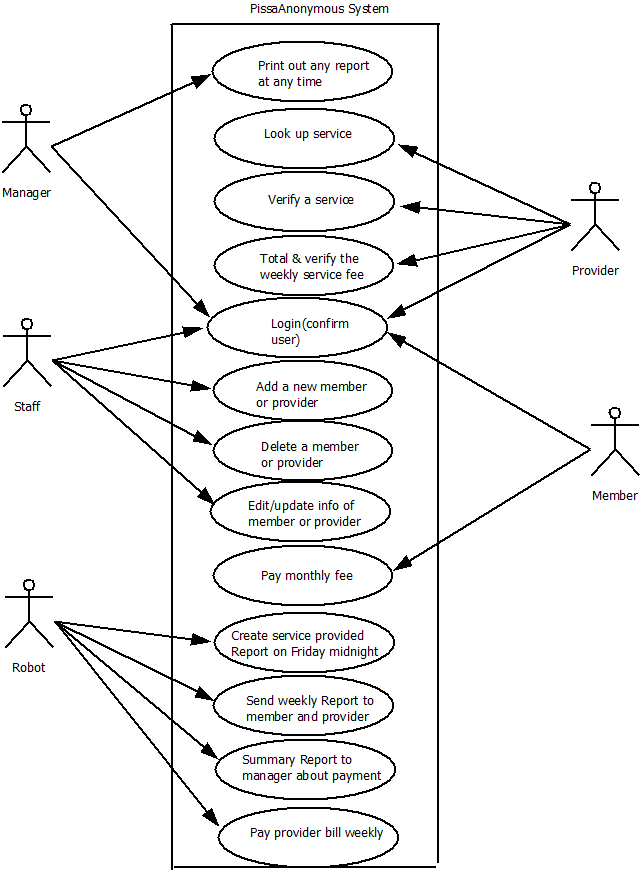 PissaAnonymous System
Print out any report
at any time
Look up service
Manager
Verify a service
Total & verify the
weekly service fee
Provider
Login(confirm
user)
Staff
Add a new member
or provider
Delete a member
or provider
Member
Edit/update info of
member or provider
Pay monthly fee
Create service provided
Report on Friday midnight
Robot
Send weekly Report to
member and provider
Summary Report to
manager about payment
Pay provider bill weekly